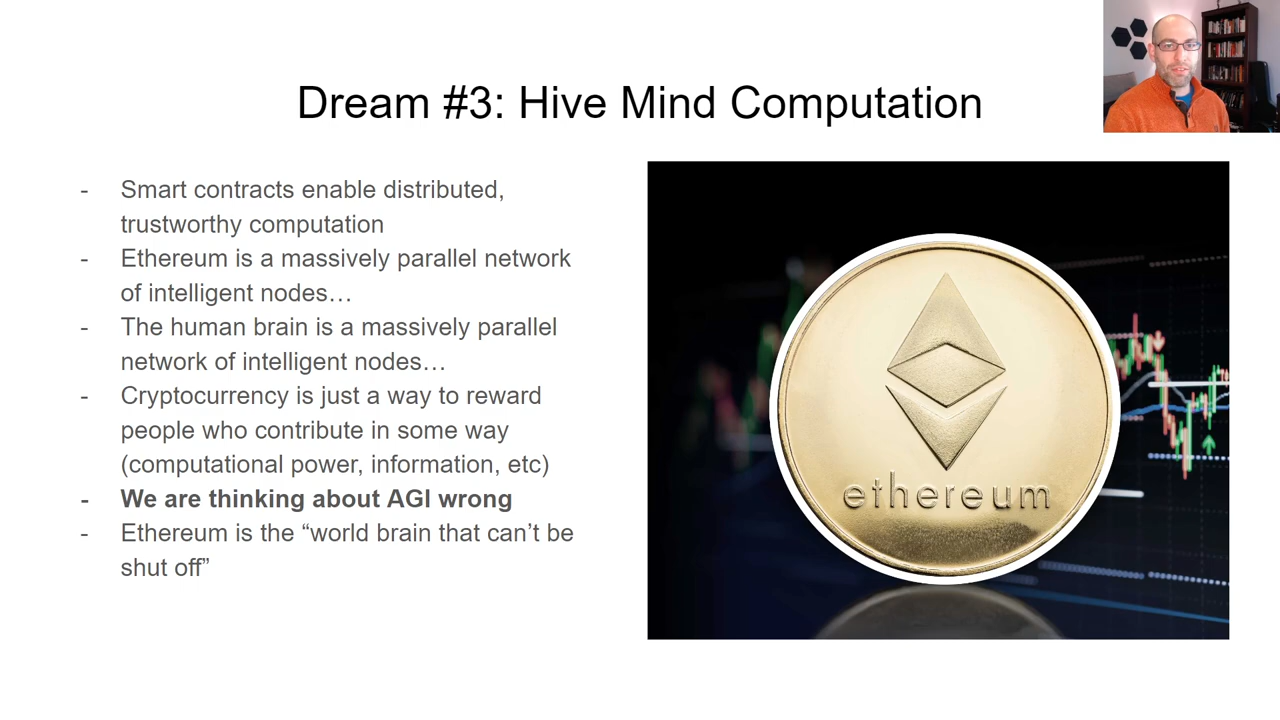 Dream #3: Hive Mind Computation
- Smart contracts enable distributed,
trustworthy computation
- Ethereum is a massively parallel network
of intelligent nodes…
- The human brain is a massively parallel
network of intelligent nodes…
- Cryptocurrency is just a way to reward
people who contribute in some way
(computational power, information, etc)
- We are thinking about AGI wrong
- Ethereum is the “world brain that can’t be
shut off”
ethereum